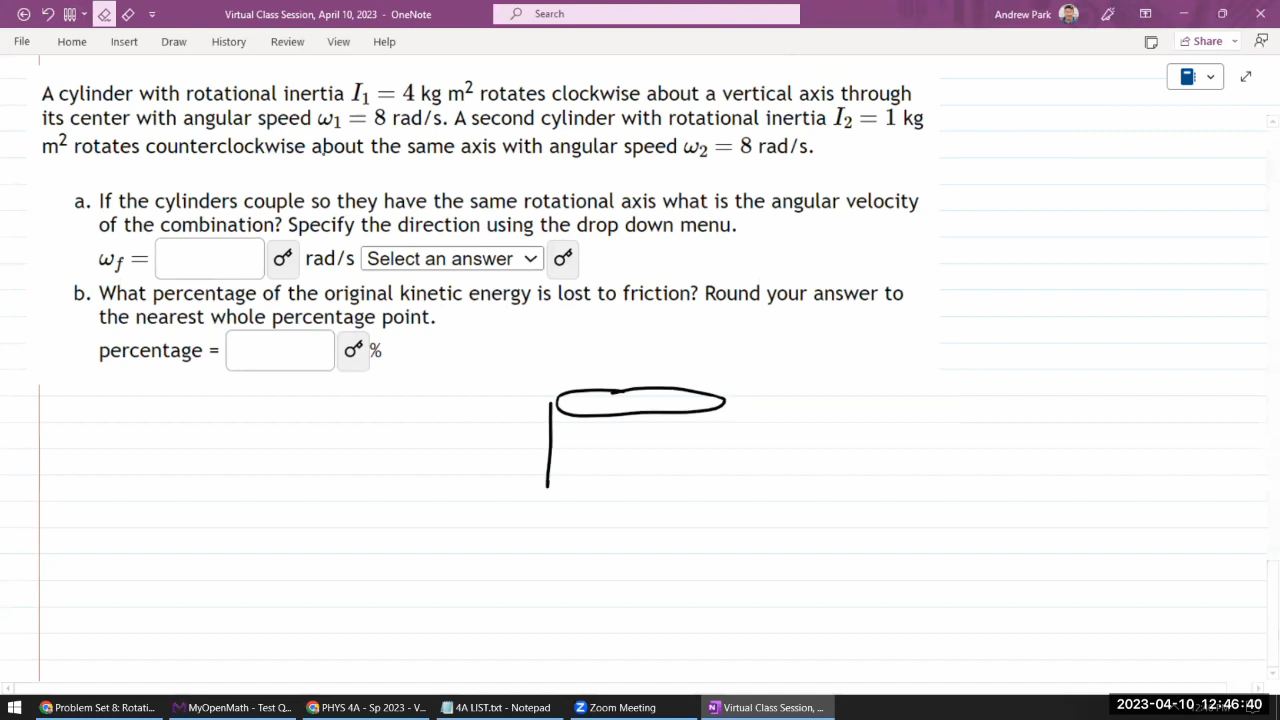 Virtual Class Session, April 10, 2023 - OneNote
Search
Andrew Park
File Home Insert Draw History Review View Help
Share
A cylinder with rotational inertia I₁ = 4 kg m² rotates clockwise about a vertical axis through
its center with angular speed ω₁ = 8 rad/s. A second cylinder with rotational inertia I₂ = 1 kg
m² rotates counterclockwise about the same axis with angular speed ω₂ = 8 rad/s.
a. If the cylinders couple so they have the same rotational axis what is the angular velocity
of the combination? Specify the direction using the drop down menu.
ω_f = rad/s Select an answer
b. What percentage of the original kinetic energy is lost to friction? Round your answer to
the nearest whole percentage point.
percentage = %
Problem Set 8: Rotati... MyOpenMath - Test Q... PHYS 4A - Sp 2023 - V... 4A LIST.txt - Notepad Zoom Meeting Virtual Class Session, ... 2023-04-10 12:46:40